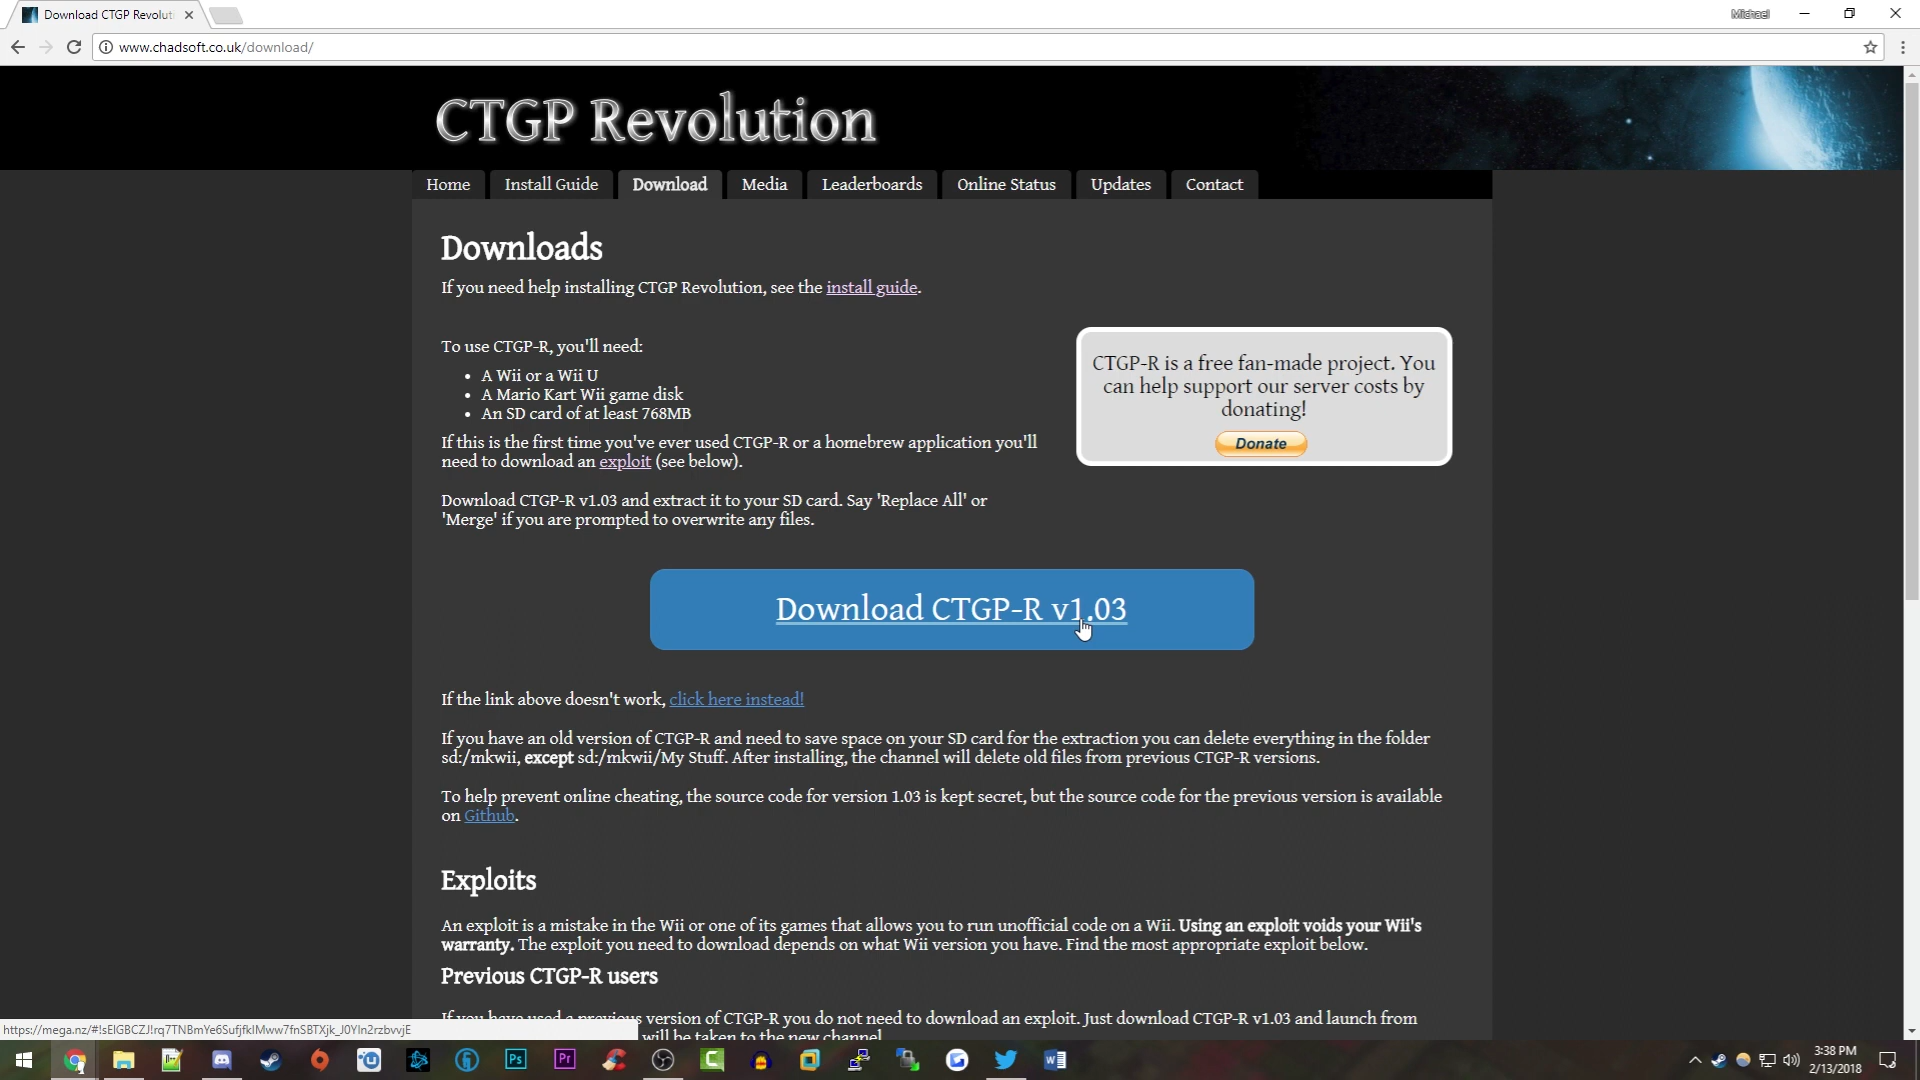 Download CTGP Revolut
Michael
www.chadsoft.co.uk/download/
CTGP Revolution
Home Install Guide Download Media Leaderboards Online Status Updates Contact
Downloads
If you need help installing CTGP Revolution, see the install guide.
To use CTGP-R, you'll need:
• A Wii or a Wii U
• A Mario Kart Wii game disk
• An SD card of at least 768MB
If this is the first time you've ever used CTGP-R or a homebrew application you'll
need to download an exploit (see below).
Download CTGP-R v1.03 and extract it to your SD card. Say 'Replace All' or
'Merge' if you are prompted to overwrite any files.
CTGP-R is a free fan-made project. You
can help support our server costs by
donating!
Donate
Download CTGP-R v1.03
If the link above doesn't work, click here instead!
If you have an old version of CTGP-R and need to save space on your SD card for the extraction you can delete everything in the folder
sd:/mkwii, except sd:/mkwii/My Stuff. After installing, the channel will delete old files from previous CTGP-R versions.
To help prevent online cheating, the source code for version 1.03 is kept secret, but the source code for the previous version is available
on Github.
Exploits
An exploit is a mistake in the Wii or one of its games that allows you to run unofficial code on a Wii. Using an exploit voids your Wii's
warranty. The exploit you need to download depends on what Wii version you have. Find the most appropriate exploit below.
Previous CTGP-R users
If you have used a previous version of CTGP-R you do not need to download an exploit. Just download CTGP-R v1.03 and launch from
will be taken to the new channel.
3:38 PM
2/13/2018